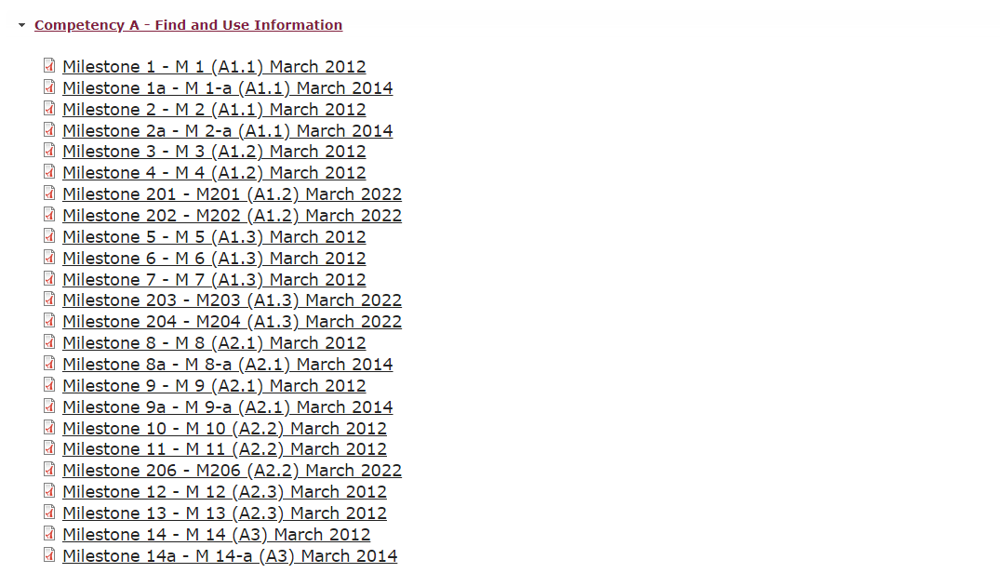 Competency A - Find and Use Information
Milestone 1 - M 1 (A1.1) March 2012
Milestone 1a - M 1-a (A1.1) March 2014
Milestone 2 - M 2 (A1.1) March 2012
Milestone 2a - M 2-a (A1.1) March 2014
Milestone 3 - M 3 (A1.2) March 2012
Milestone 4 - M 4 (A1.2) March 2012
Milestone 201 - M201 (A1.2) March 2022
Milestone 202 - M202 (A1.2) March 2022
Milestone 5 - M 5 (A1.3) March 2012
Milestone 6 - M 6 (A1.3) March 2012
Milestone 7 - M 7 (A1.3) March 2012
Milestone 203 - M203 (A1.3) March 2022
Milestone 204 - M204 (A1.3) March 2022
Milestone 8 - M 8 (A2.1) March 2012
Milestone 8a - M 8-a (A2.1) March 2014
Milestone 9 - M 9 (A2.1) March 2012
Milestone 9a - M 9-a (A2.1) March 2014
Milestone 10 - M 10 (A2.2) March 2012
Milestone 11 - M 11 (A2.2) March 2012
Milestone 206 - M206 (A2.2) March 2022
Milestone 12 - M 12 (A2.3) March 2012
Milestone 13 - M 13 (A2.3) March 2012
Milestone 14 - M 14 (A3) March 2012
Milestone 14a - M 14-a (A3) March 2014